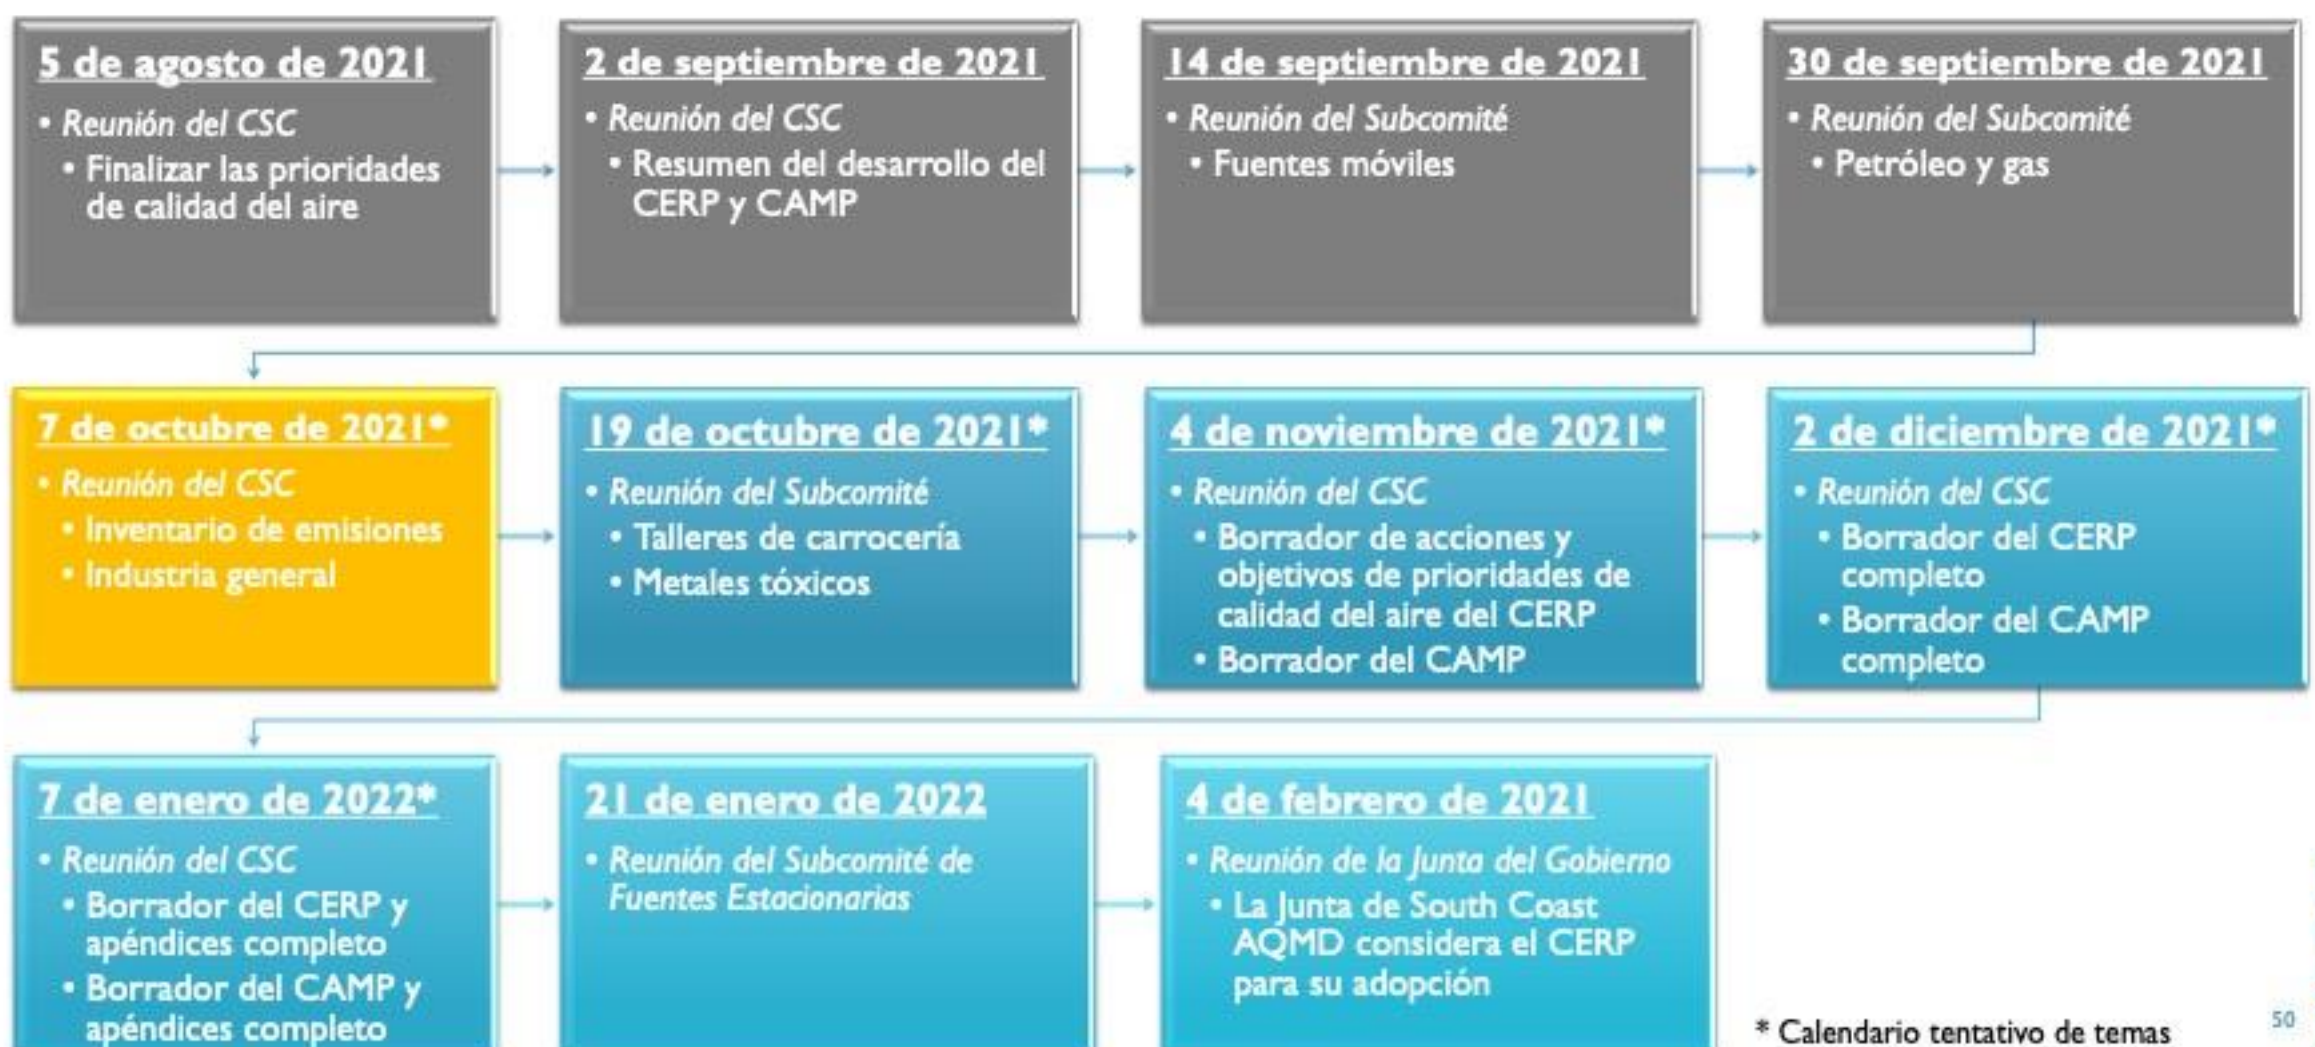 5 de agosto de 2021
• Reunión del CSC
• Finalizar las prioridades
de calidad del aire
2 de septiembre de 2021
• Reunión del CSC
• Resumen del desarrollo del
CERP y CAMP
14 de septiembre de 2021
• Reunión del Subcomité
• Fuentes móviles
30 de septiembre de 2021
• Reunión del Subcomité
• Petróleo y gas
7 de octubre de 2021*
• Reunión del CSC
• Inventario de emisiones
• Industria general
19 de octubre de 2021*
• Reunión del Subcomité
• Talleres de carrocería
• Metales tóxicos
4 de noviembre de 2021*
• Reunión del CSC
• Borrador de acciones y
objetivos de prioridades de
calidad del aire del CERP
• Borrador del CAMP
2 de diciembre de 2021*
• Reunión del CSC
• Borrador del CERP
completo
• Borrador del CAMP
completo
7 de enero de 2022*
• Reunión del CSC
• Borrador del CERP y
apéndices completo
• Borrador del CAMP y
apéndices completo
21 de enero de 2022
• Reunión del Subcomité de
Fuentes Estacionarias
4 de febrero de 2021
• Reunión de la Junta del Gobierno
• La Junta de South Coast
AQMD considera el CERP
para su adopción
* Calendario tentativo de temas
50